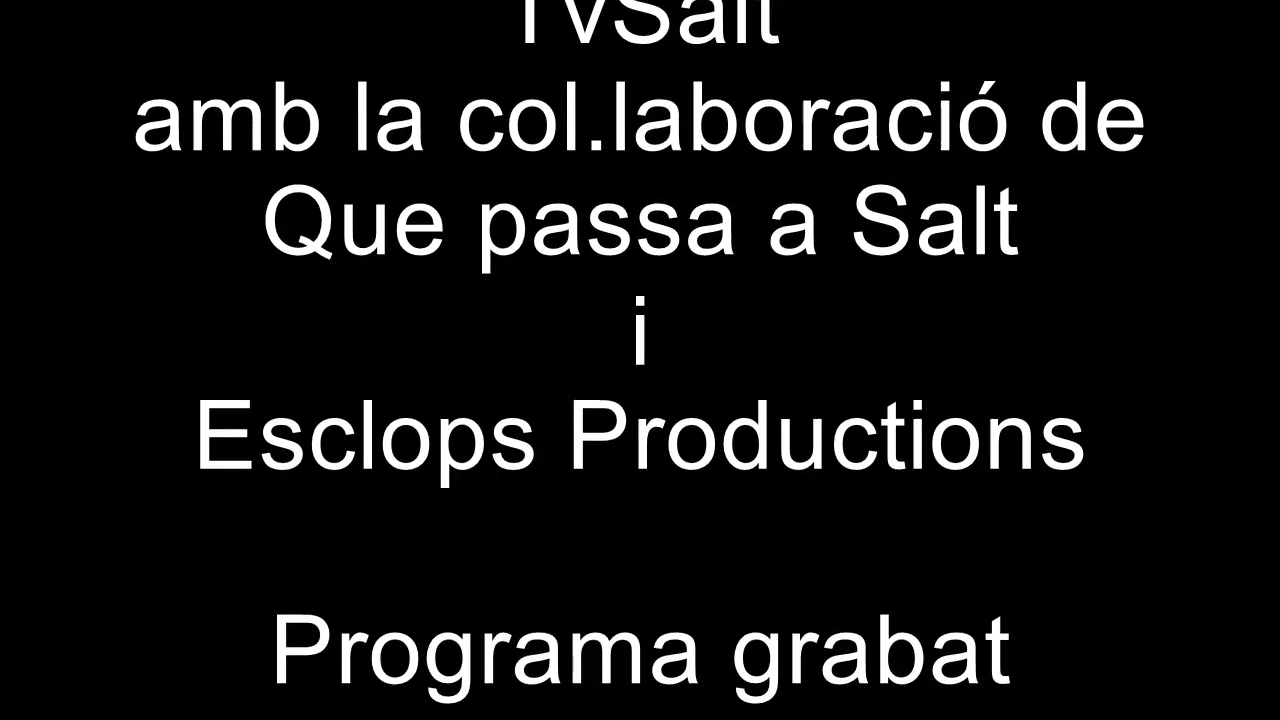 TvSalt
amb la col.laboració de
Que passa a Salt
i
Esclops Productions
Programa grabat